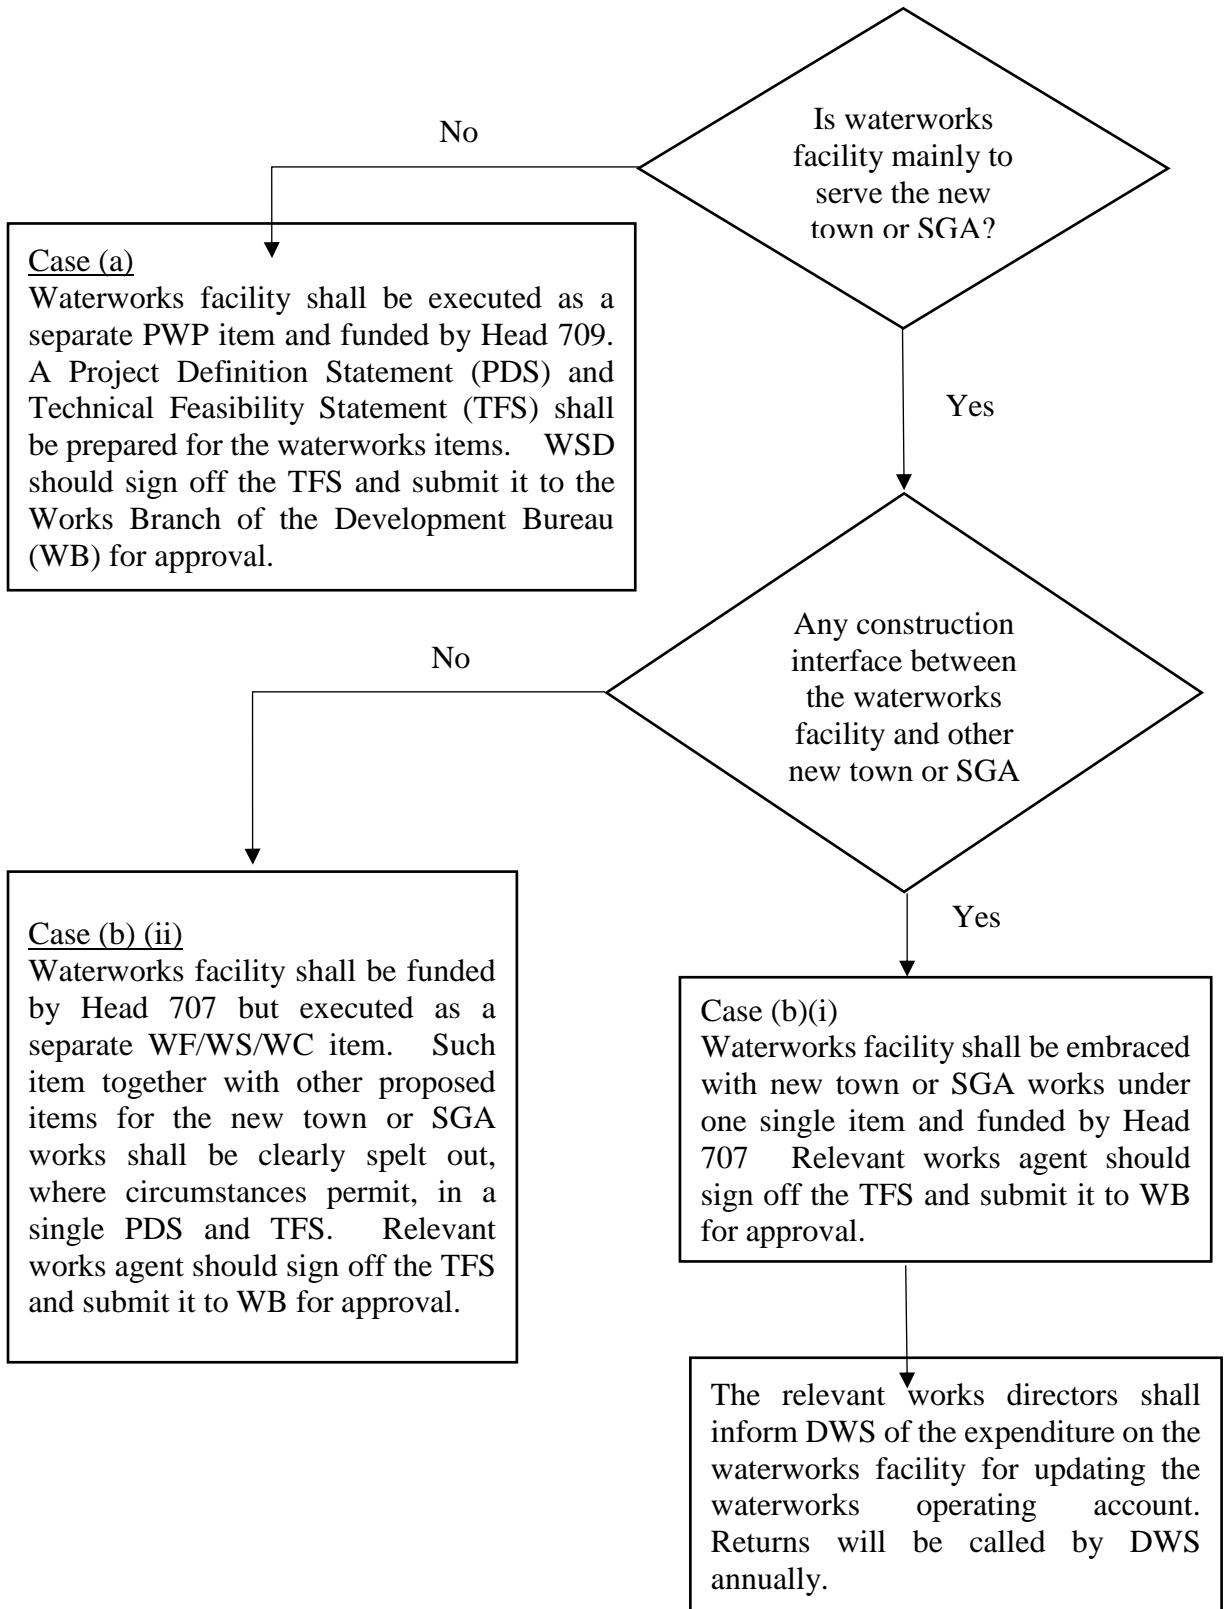 Is waterworks
facility mainly to
serve the new
town or SGA?
No
Case (a)
Waterworks facility shall be executed as a
separate PWP item and funded by Head 709.
A Project Definition Statement (PDS) and
Technical Feasibility Statement (TFS) shall
be prepared for the waterworks items. WSD
should sign off the TFS and submit it to the
Works Branch of the Development Bureau
(WB) for approval.
Yes
Any construction
interface between
the waterworks
facility and other
new town or SGA
No
Case (b) (ii)
Waterworks facility shall be funded
by Head 707 but executed as a
separate WF/WS/WC item. Such
item together with other proposed
items for the new town or SGA
works shall be clearly spelt out,
where circumstances permit, in a
single PDS and TFS. Relevant
works agent should sign off the TFS
and submit it to WB for approval.
Yes
Case (b)(i)
Waterworks facility shall be embraced
with new town or SGA works under
one single item and funded by Head
707 Relevant works agent should
sign off the TFS and submit it to WB
for approval.
The relevant works directors shall
inform DWS of the expenditure on the
waterworks facility for updating the
waterworks operating account.
Returns will be called by DWS
annually.